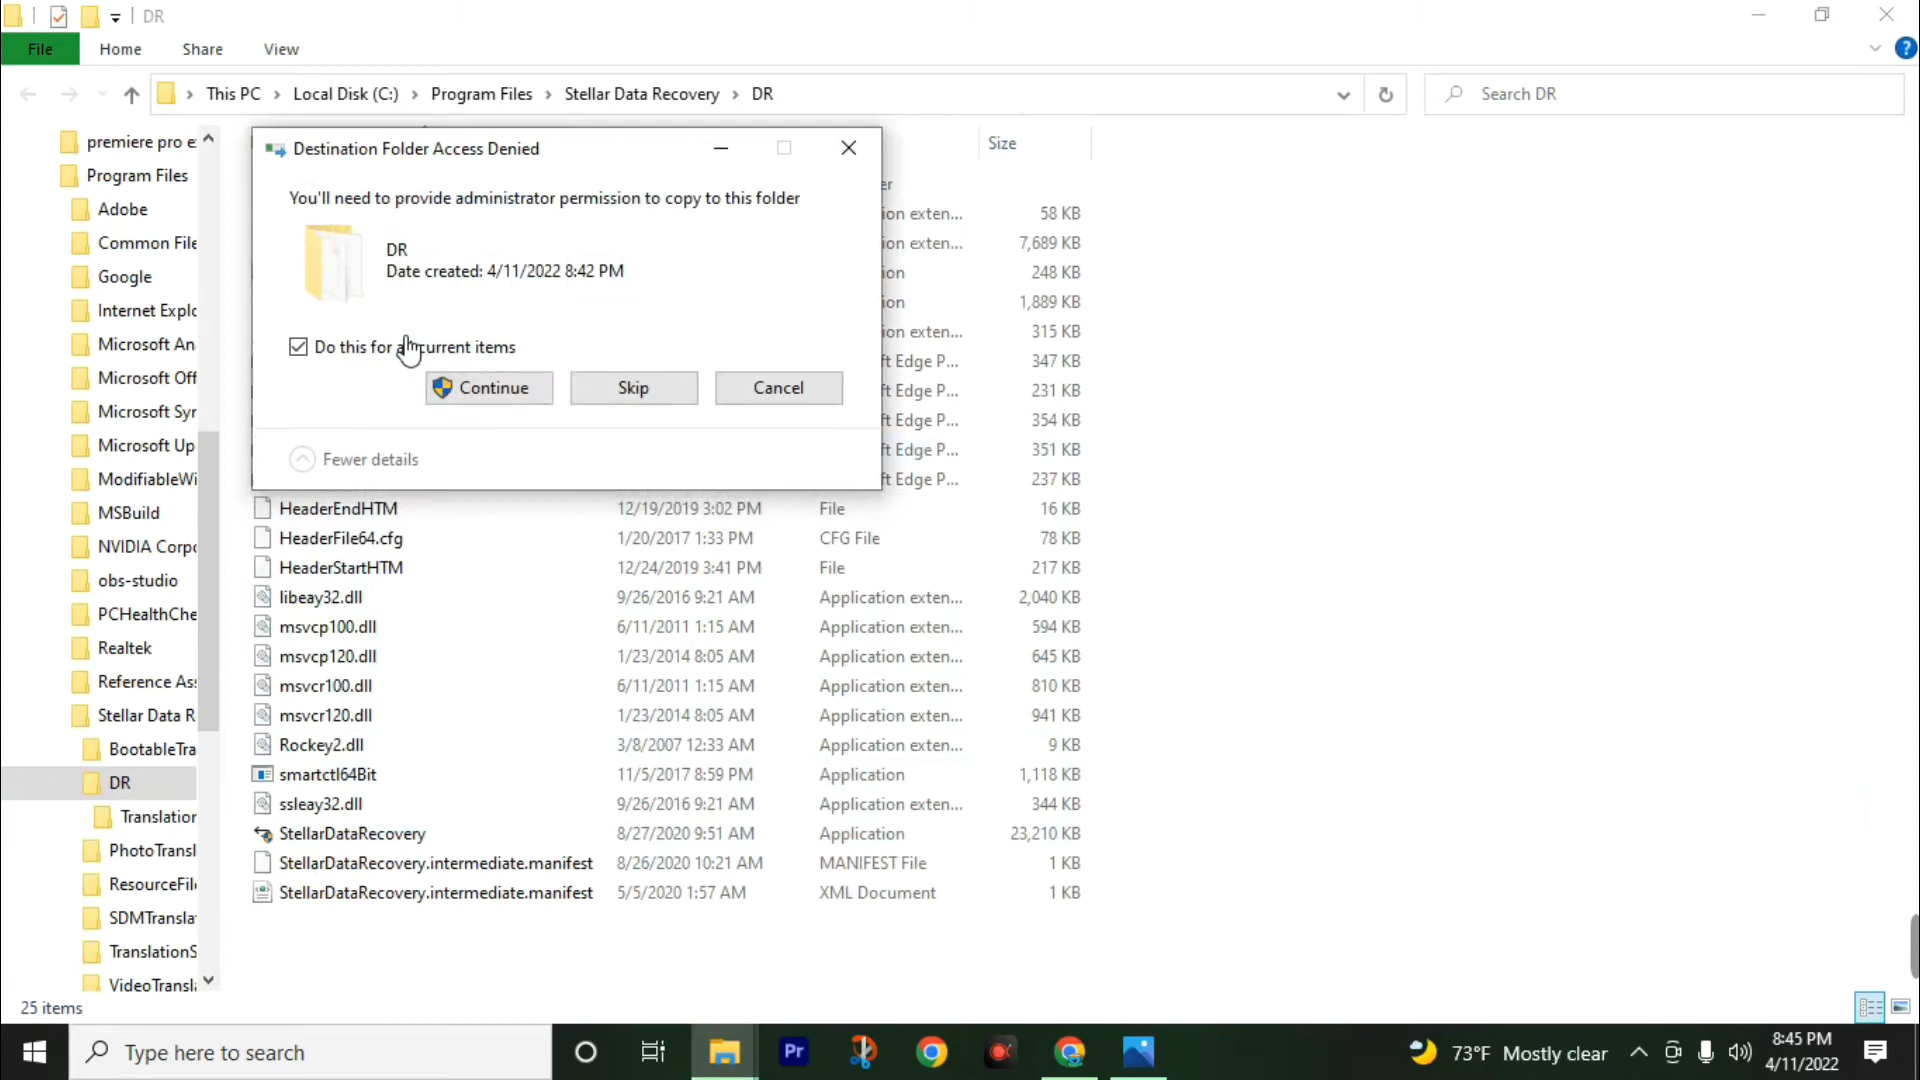 DR
File Home Share View
This PC Local Disk (C:) Program Files Stellar Data Recovery DR
Search DR
premiere pro e
Program Files
Adobe
Common File
Google
Internet Explo
Microsoft An
Microsoft Off
Microsoft Syn
Microsoft Up
ModifiableWi
MSBuild
NVIDIA Corpo
obs-studio
PCHealthChe
Realtek
Reference Ass
Stellar Data R
BootableTra
DR
Translation
PhotoTransl
ResourceFile
SDMTranslat
TranslationS
VideoTransla
Destination Folder Access Denied
You'll need to provide administrator permission to copy to this folder
DR
Date created: 4/11/2022 8:42 PM
Do this for all current items
Continue Skip Cancel
Fewer details
Size
er
ion exten... 58 KB
ion exten... 7,689 KB
ion 248 KB
ion 1,889 KB
ion exten... 315 KB
ft Edge P... 347 KB
ft Edge P... 231 KB
ft Edge P... 354 KB
ft Edge P... 351 KB
ft Edge P... 237 KB
HeaderEndHTM 12/19/2019 3:02 PM File 16 KB
HeaderFile64.cfg 1/20/2017 1:33 PM CFG File 78 KB
HeaderStartHTM 12/24/2019 3:41 PM File 217 KB
libeay32.dll 9/26/2016 9:21 AM Application exten... 2,040 KB
msvcp100.dll 6/11/2011 1:15 AM Application exten... 594 KB
msvcp120.dll 1/23/2014 8:05 AM Application exten... 645 KB
msvcr100.dll 6/11/2011 1:15 AM Application exten... 810 KB
msvcr120.dll 1/23/2014 8:05 AM Application exten... 941 KB
Rockey2.dll 3/8/2007 12:33 AM Application exten... 9 KB
smartctl64Bit 11/5/2017 8:59 PM Application 1,118 KB
ssleay32.dll 9/26/2016 9:21 AM Application exten... 344 KB
StellarDataRecovery 8/27/2020 9:51 AM Application 23,210 KB
StellarDataRecovery.intermediate.manifest 8/26/2020 10:21 AM MANIFEST File 1 KB
StellarDataRecovery.intermediate.manifest 5/5/2020 1:57 AM XML Document 1 KB
25 items
Type here to search
Pr
73°F Mostly clear
8:45 PM
4/11/2022